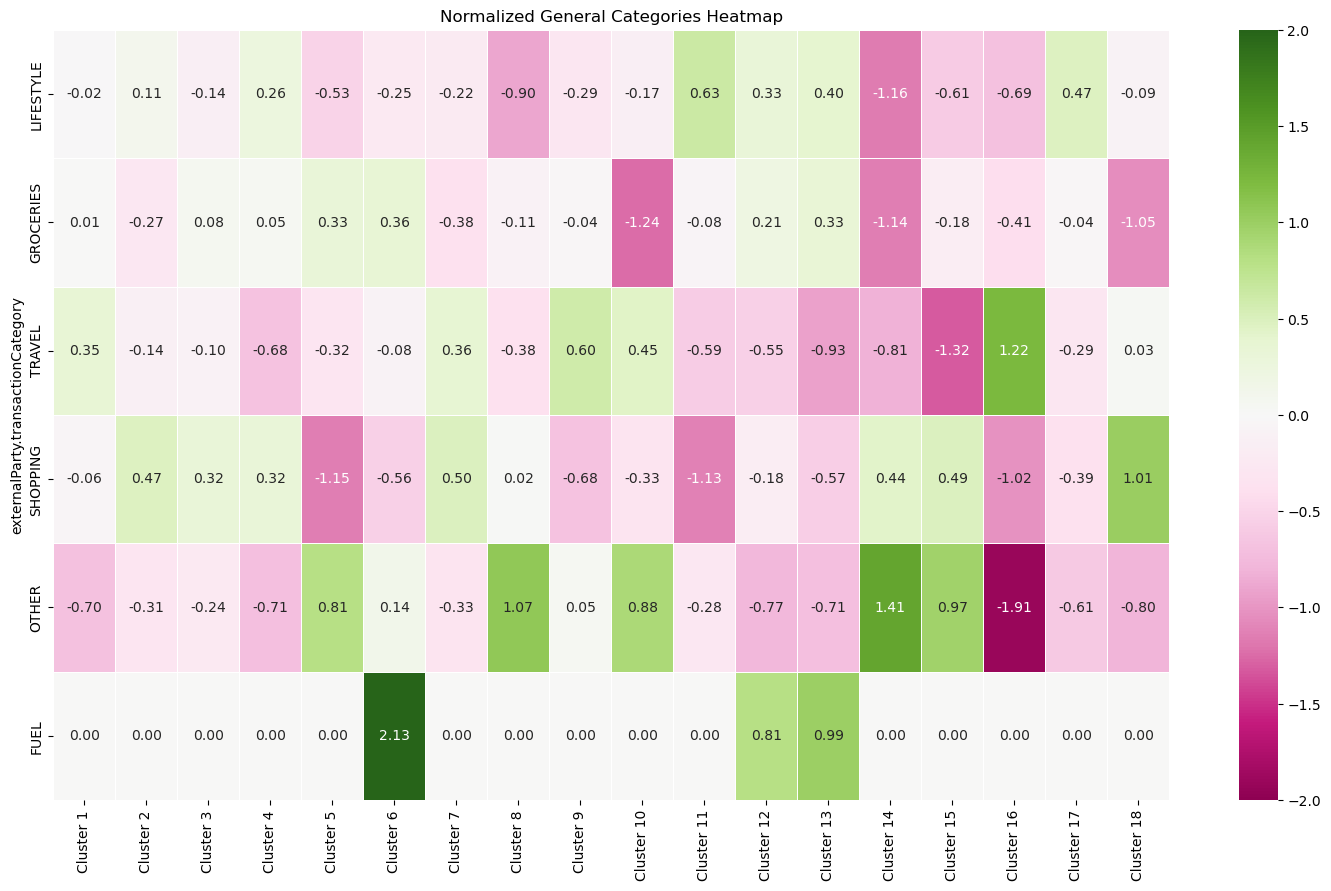 Normalized General Categories Heatmap
externalParty.transactionCategory
LIFESTYLE -0.02 0.11 -0.14 0.26 -0.53 -0.25 -0.22 -0.90 -0.29 -0.17 0.63 0.33 0.40 -1.16 -0.61 -0.69 0.47 -0.09
GROCERIES 0.01 -0.27 0.08 0.05 0.33 0.36 -0.38 -0.11 -0.04 -1.24 -0.08 0.21 0.33 -1.14 -0.18 -0.41 -0.04 -1.05
TRAVEL 0.35 -0.14 -0.10 -0.68 -0.32 -0.08 0.36 -0.38 0.60 0.45 -0.59 -0.55 -0.93 -0.81 -1.32 1.22 -0.29 0.03
SHOPPING -0.06 0.47 0.32 0.32 -1.15 -0.56 0.50 0.02 -0.68 -0.33 -1.13 -0.18 -0.57 0.44 0.49 -1.02 -0.39 1.01
OTHER -0.70 -0.31 -0.24 -0.71 0.81 0.14 -0.33 1.07 0.05 0.88 -0.28 -0.77 -0.71 1.41 0.97 -1.91 -0.61 -0.80
FUEL 0.00 0.00 0.00 0.00 0.00 2.13 0.00 0.00 0.00 0.00 0.00 0.81 0.99 0.00 0.00 0.00 0.00 0.00
Cluster 1
Cluster 2
Cluster 3
Cluster 4
Cluster 5
Cluster 6
Cluster 7
Cluster 8
Cluster 9
Cluster 10
Cluster 11
Cluster 12
Cluster 13
Cluster 14
Cluster 15
Cluster 16
Cluster 17
Cluster 18
2.0
1.5
1.0
0.5
0.0
−0.5
−1.0
−1.5
−2.0